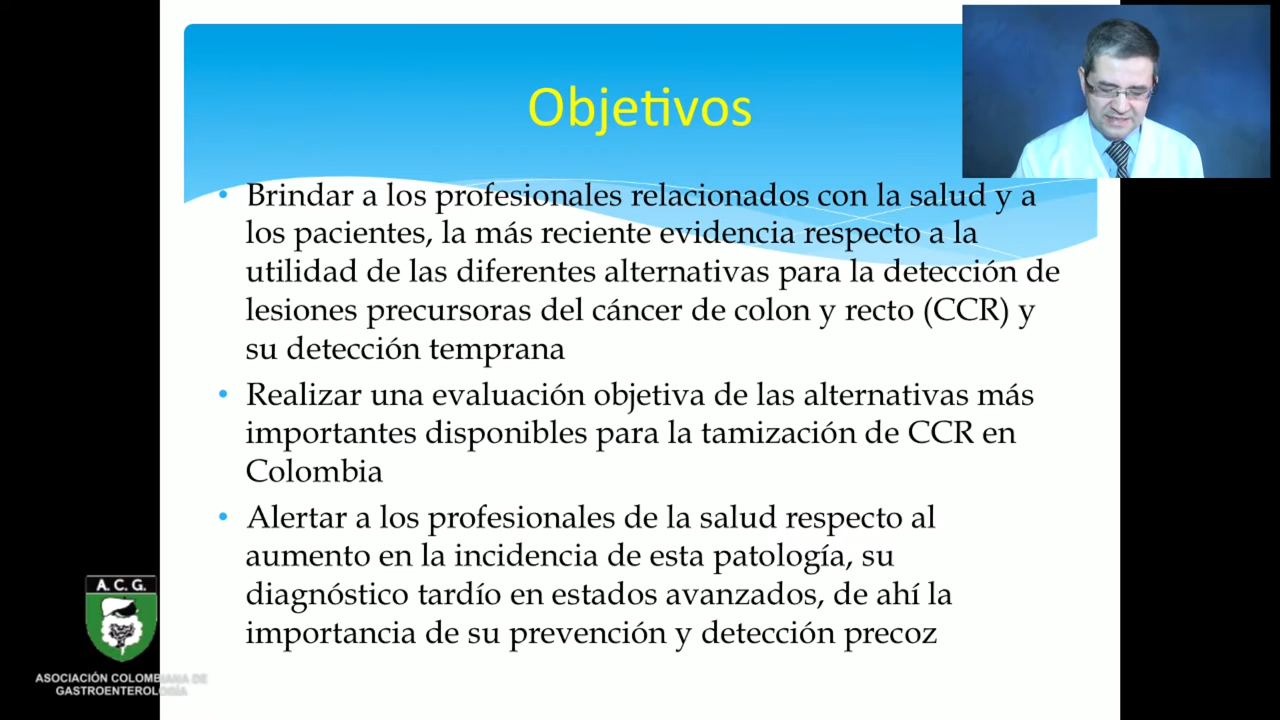 Objetivos
• Brindar a los profesionales relacionados con la salud y a
los pacientes, la más reciente evidencia respecto a la
utilidad de las diferentes alternativas para la detección de
lesiones precursoras del cáncer de colon y recto (CCR) y
su detección temprana
• Realizar una evaluación objetiva de las alternativas más
importantes disponibles para la tamización de CCR en
Colombia
• Alertar a los profesionales de la salud respecto al
aumento en la incidencia de esta patología, su
diagnóstico tardío en estados avanzados, de ahí la
importancia de su prevención y detección precoz
A. C. G.
ASOCIACIÓN COLOMBIANA DE
GASTROENTEROLOGÍA